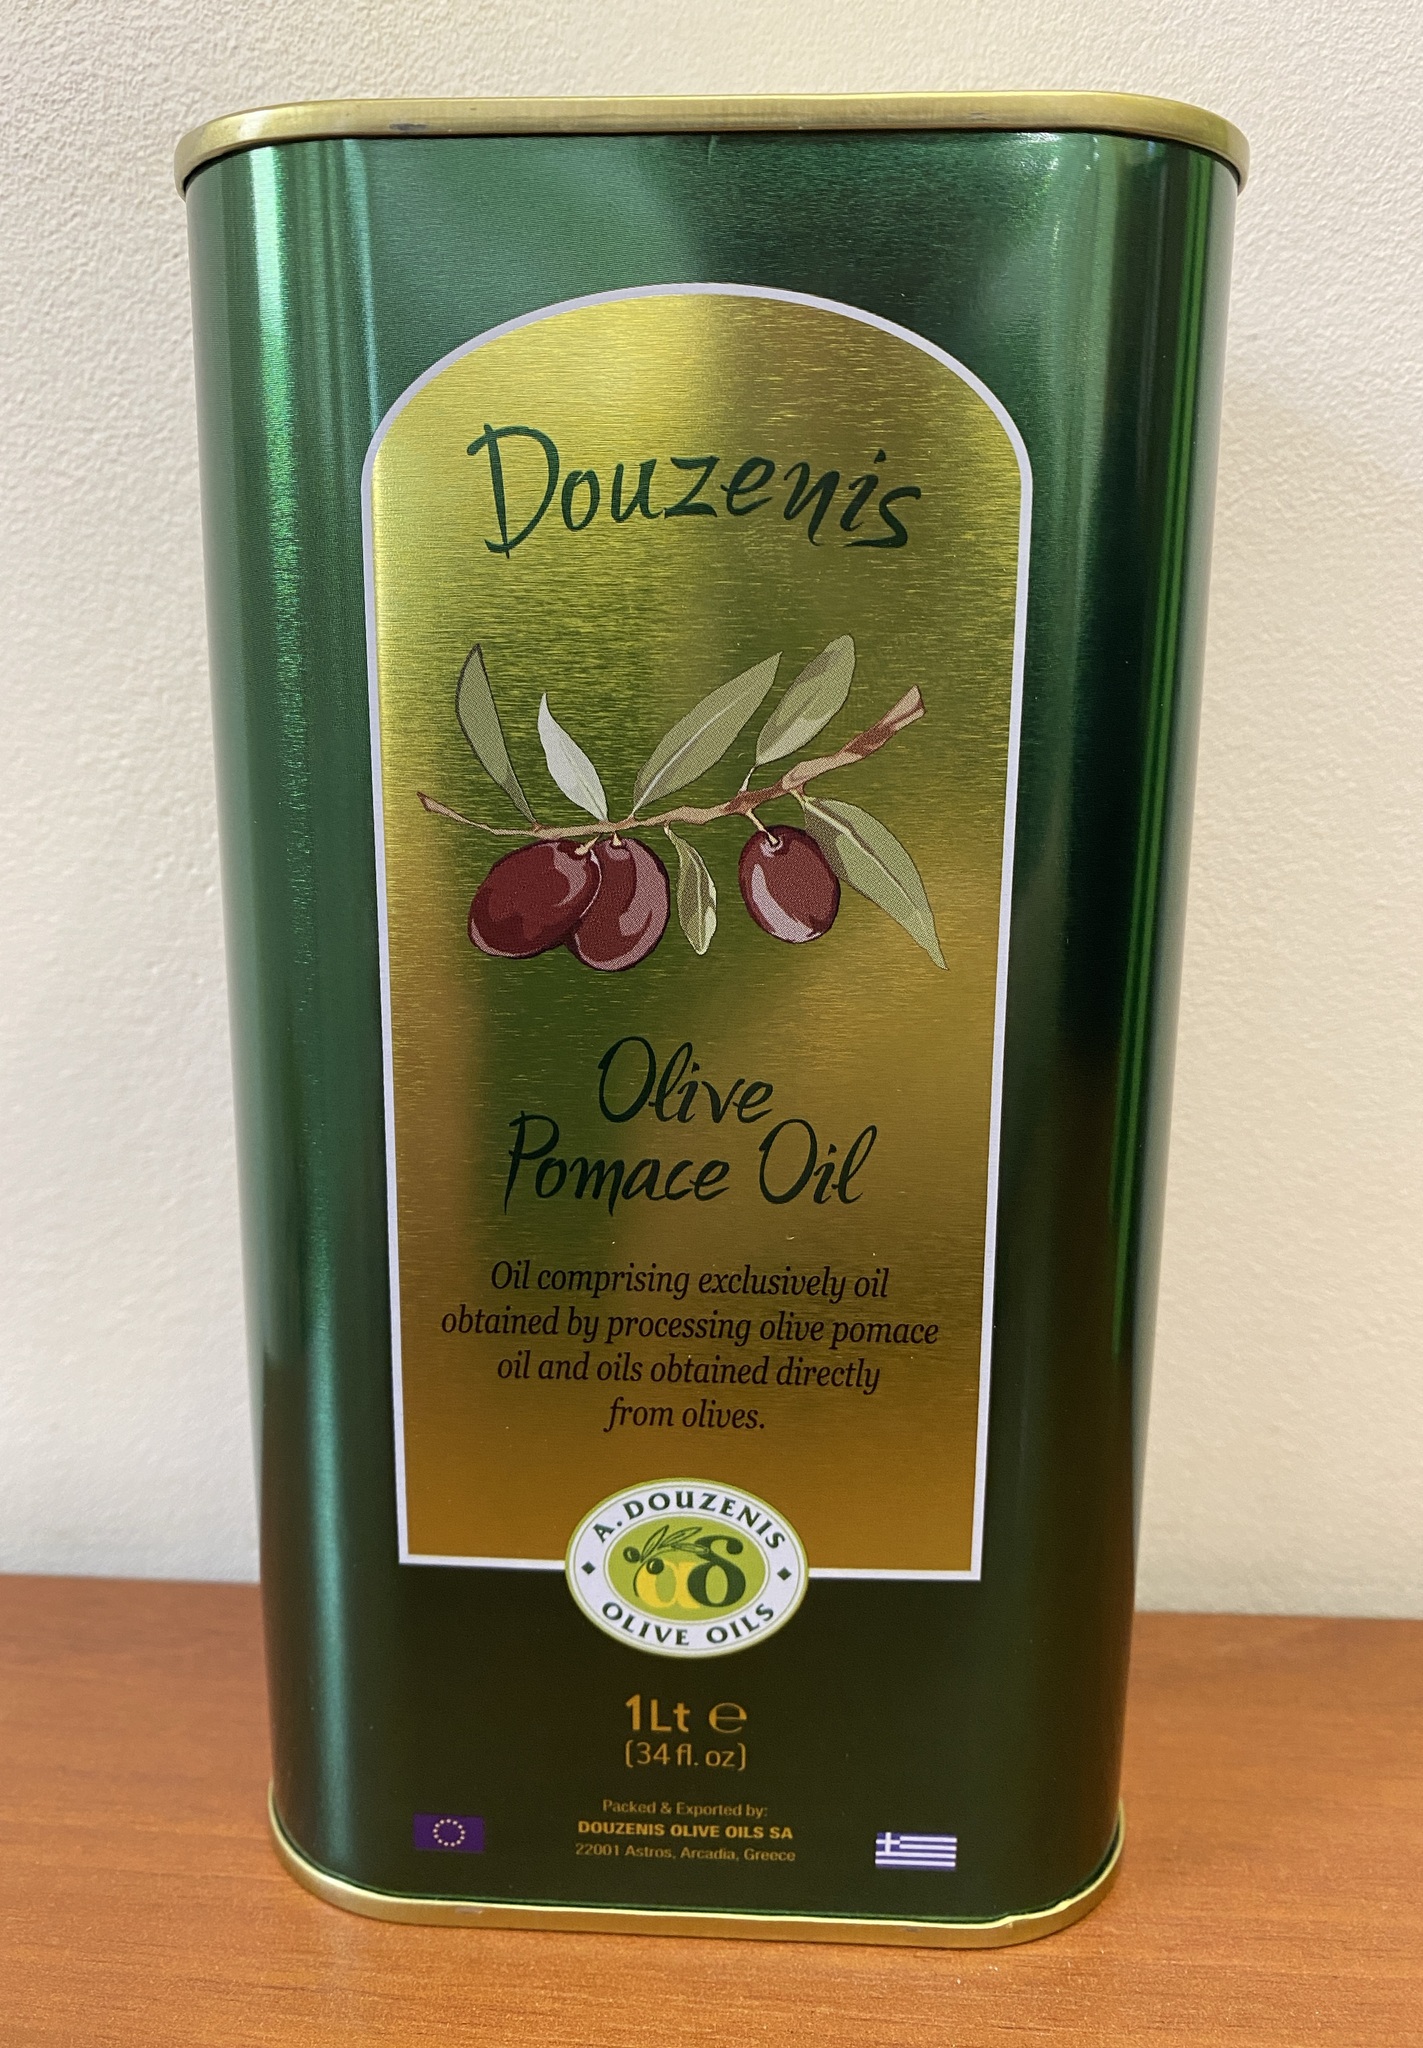 Douzenis
Olive
Pomace Oil
Oil comprising exclusively oil
obtained by processing olive pomace
oil and oils obtained directly
from olives.
A. DOUZENIS
αδ
OLIVE OILS
1Lt ℮
(34 fl. oz)
Packed & Exported by:
DOUZENIS OLIVE OILS SA
22001 Astros, Arcadia, Greece